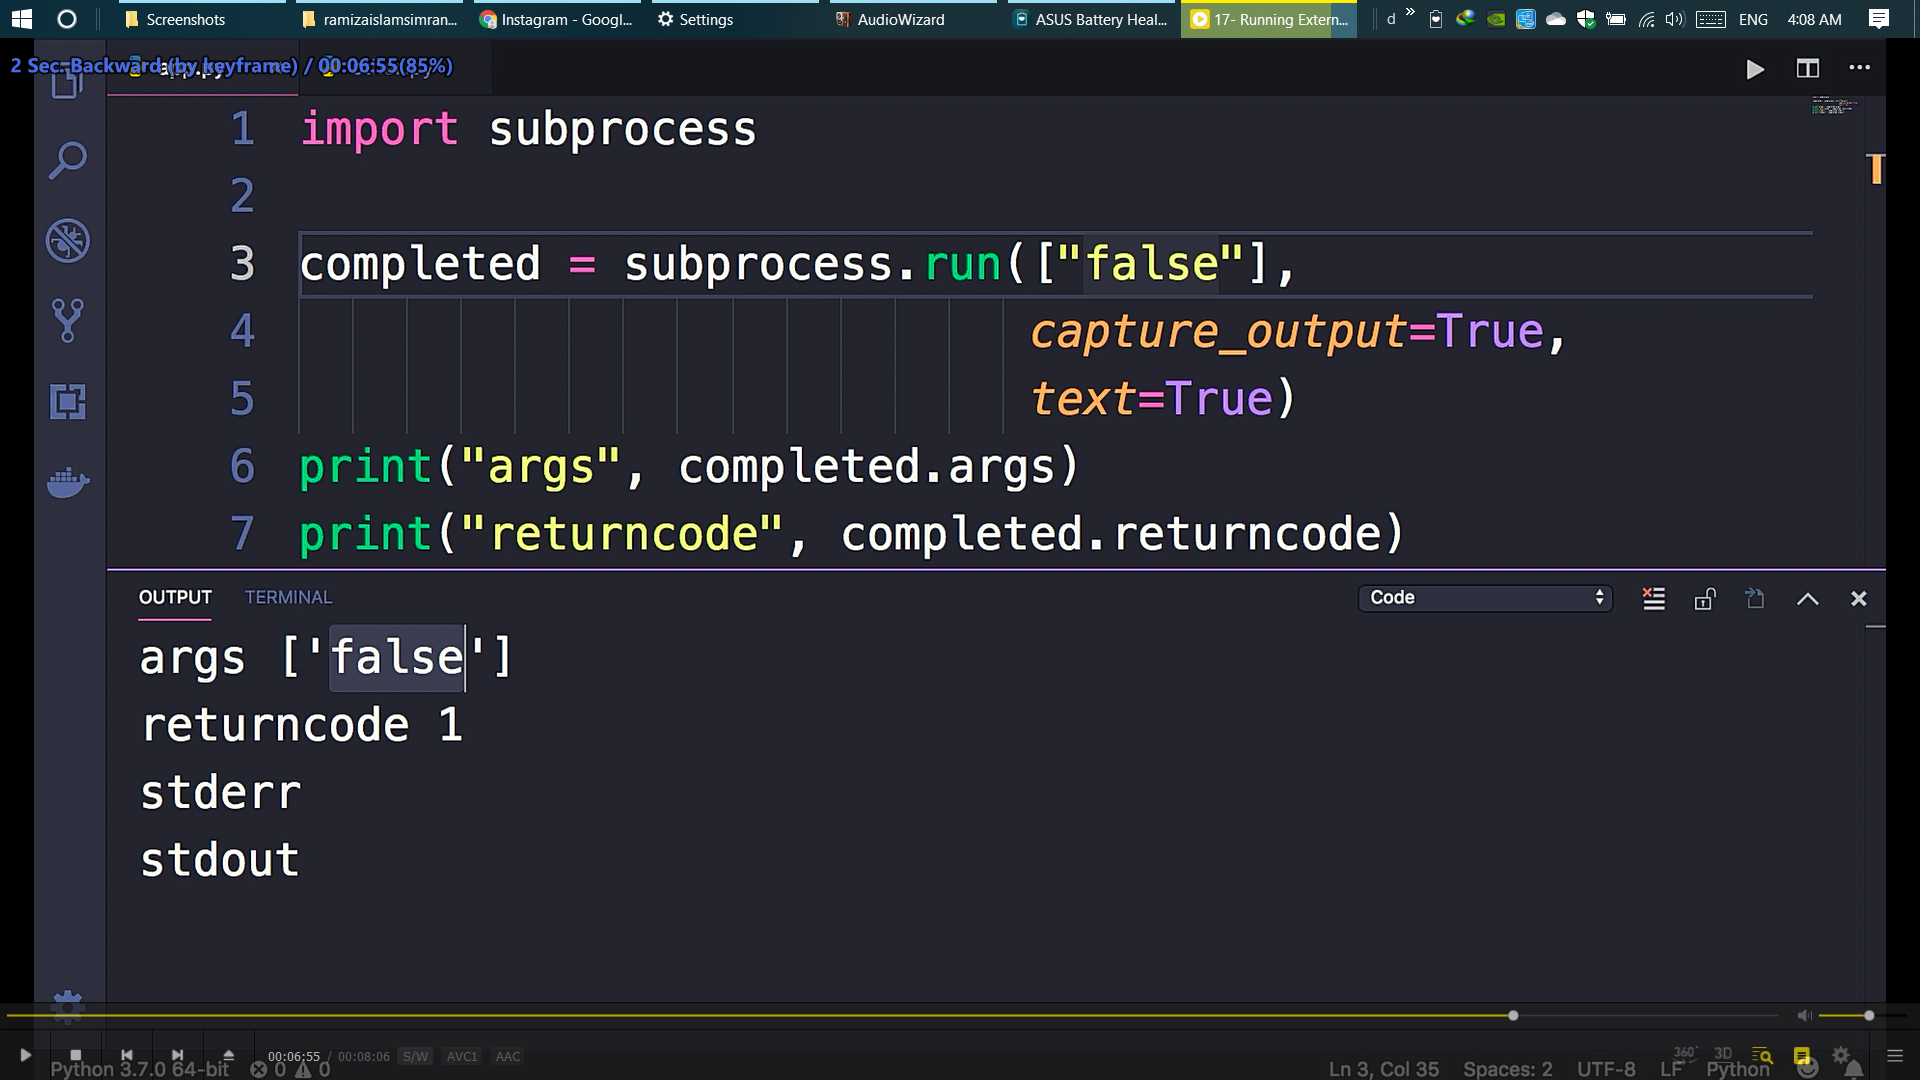 Screenshots
ramizaislamsimran...
Instagram - Googl...
Settings
AudioWizard
ASUS Battery Heal...
17- Running Extern...
d
»
ENG
4:08 AM
2 Sec. Backward (by keyframe) / 00:06:55(85%)
app.py
1 import subprocess
2
3 completed = subprocess.run(["false"],
4 capture_output=True,
5 text=True)
6 print("args", completed.args)
7 print("returncode", completed.returncode)
OUTPUT TERMINAL
Code
args ['false']
returncode 1
stderr
stdout
00:06:55 / 00:08:06 S/W AVC1 AAC
360° 3D
Python 3.7.0 64-bit 0 0
Ln 3, Col 35 Spaces: 2 UTF-8 LF Python